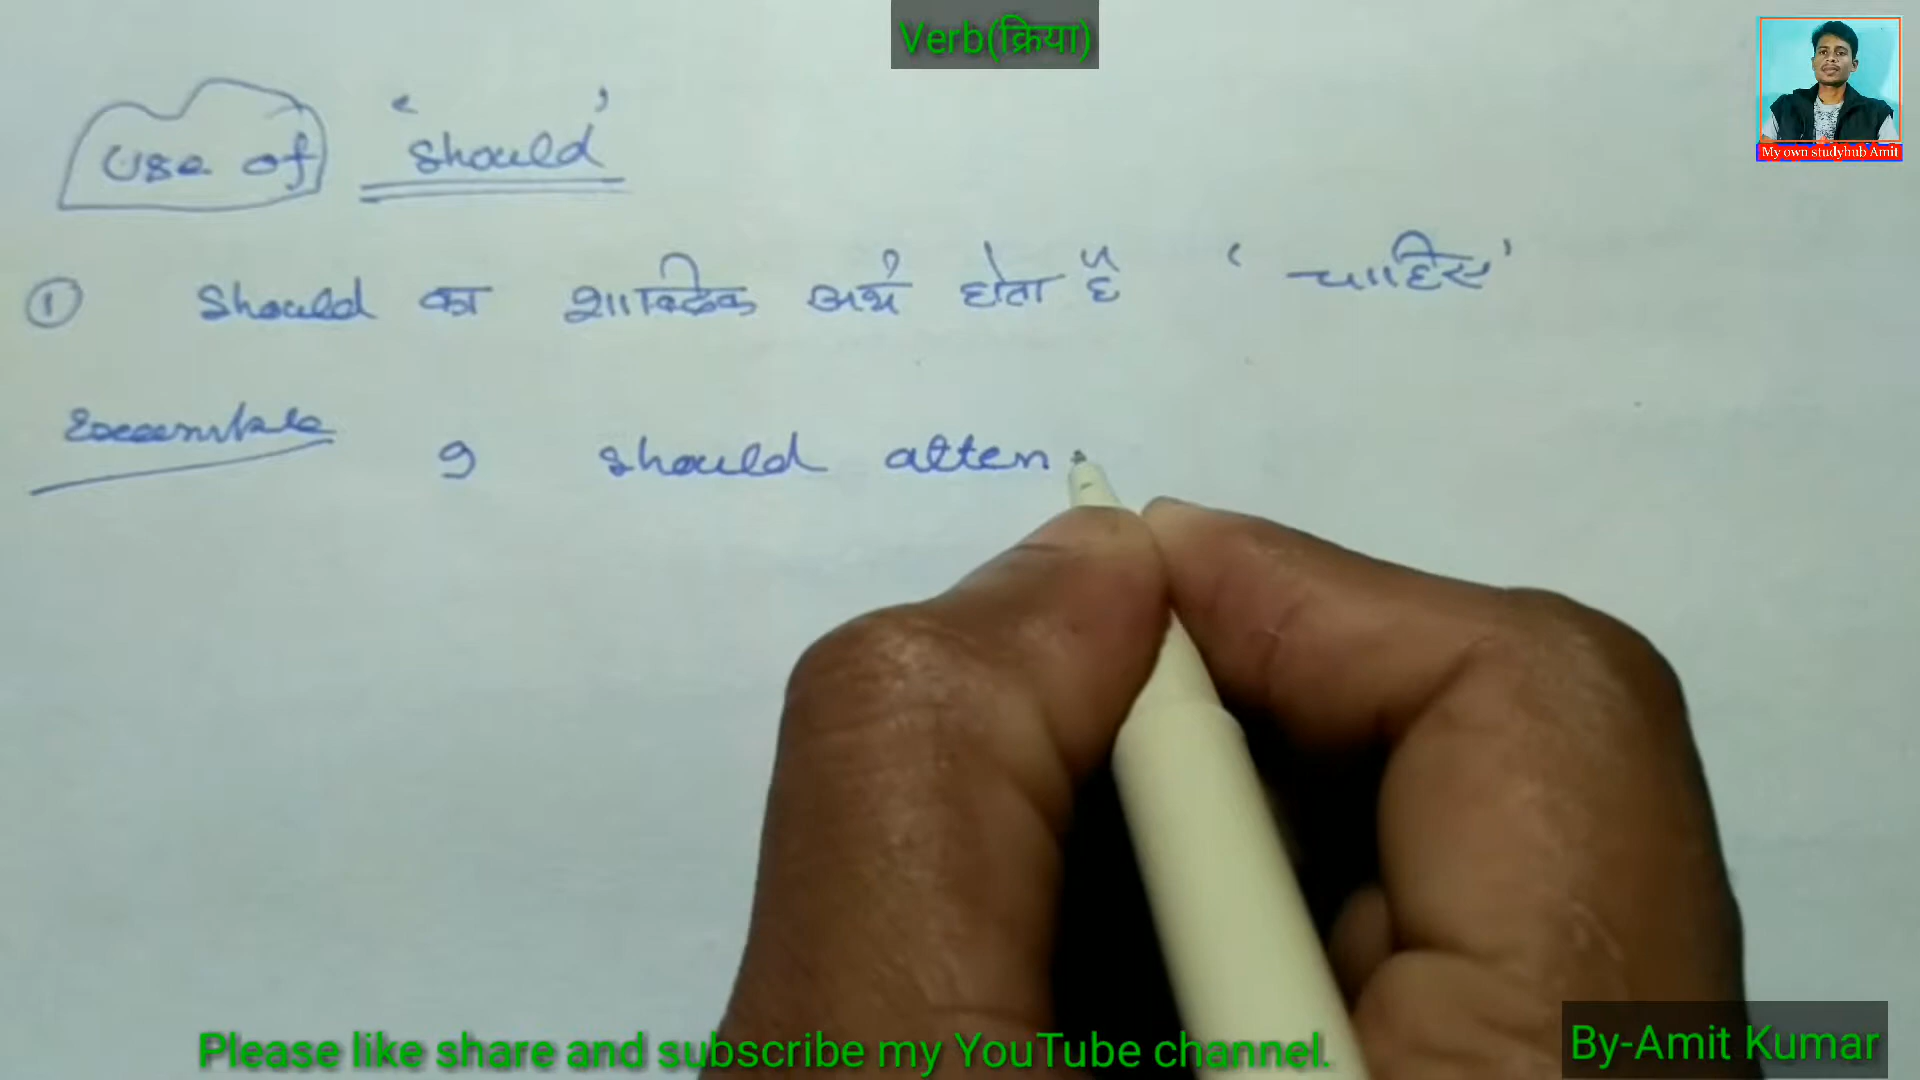 Verb(क्रिया)
My own studyhub Amit
Use of 'should'
① Should का शाब्दिक अर्थ होता है 'चाहिए'
Example I should atten
Please like share and subscribe my YouTube channel.
By-Amit Kumar